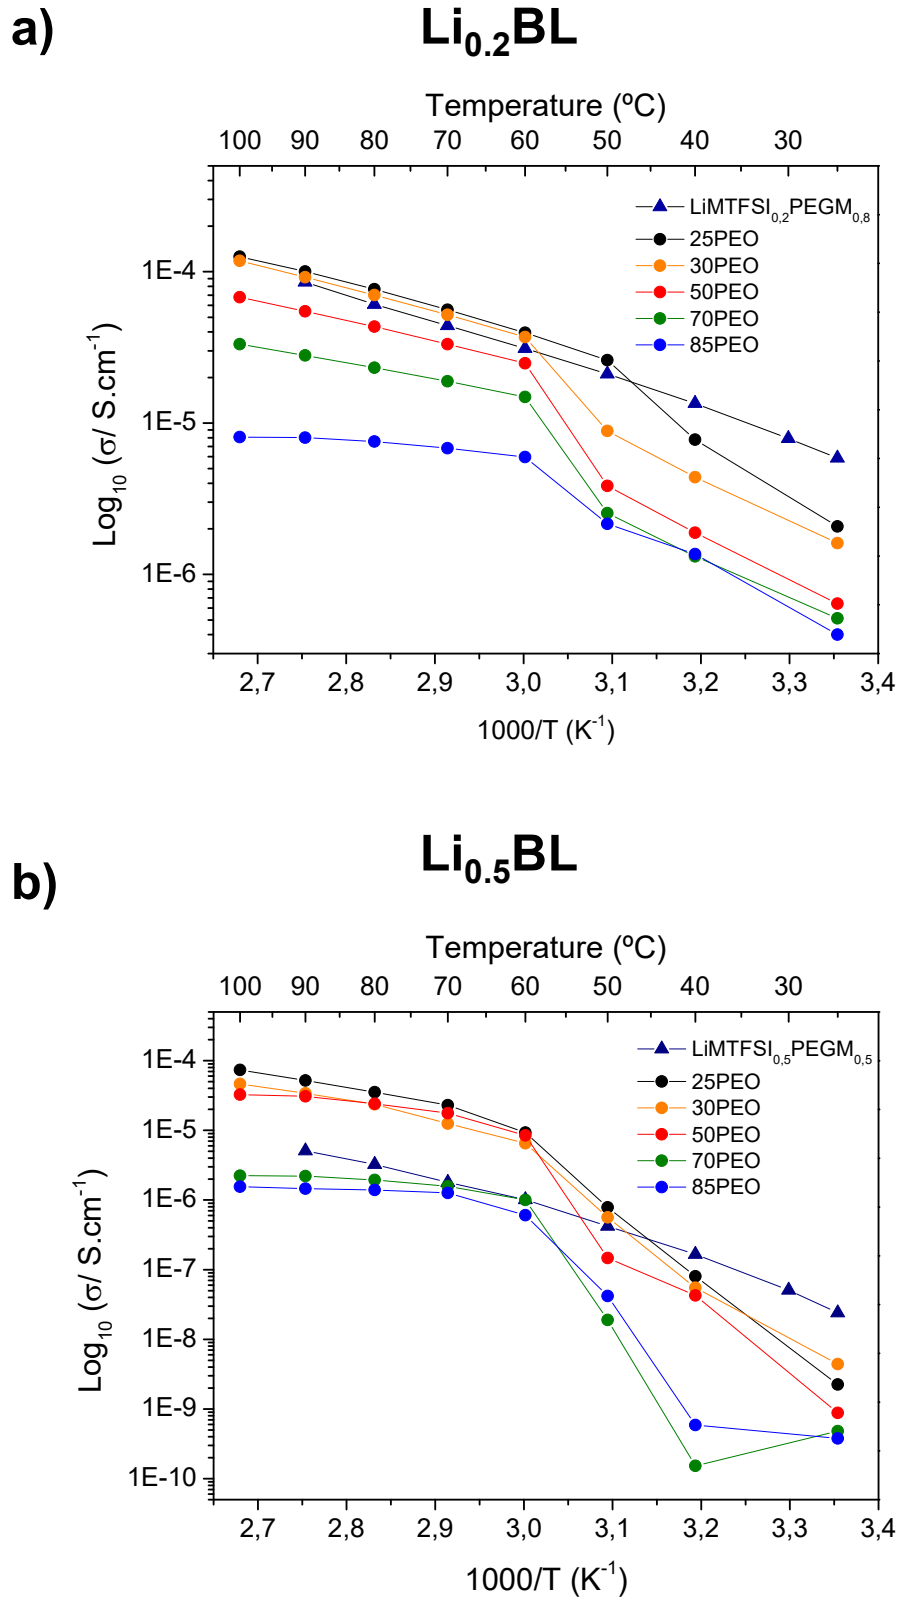 a)
Li0.2BL
Temperature (ºC)
100 90 80 70 60 50 40 30
LiMTFSI0,2PEGM0,8
25PEO
30PEO
50PEO
70PEO
85PEO
1E-4
1E-5
1E-6
Log10 (σ/ S.cm-1)
2,7 2,8 2,9 3,0 3,1 3,2 3,3 3,4
1000/T (K-1)
b)
Li0.5BL
Temperature (ºC)
100 90 80 70 60 50 40 30
LiMTFSI0,5PEGM0,5
25PEO
30PEO
50PEO
70PEO
85PEO
1E-4
1E-5
1E-6
1E-7
1E-8
1E-9
1E-10
Log10 (σ/ S.cm-1)
2,7 2,8 2,9 3,0 3,1 3,2 3,3 3,4
1000/T (K-1)